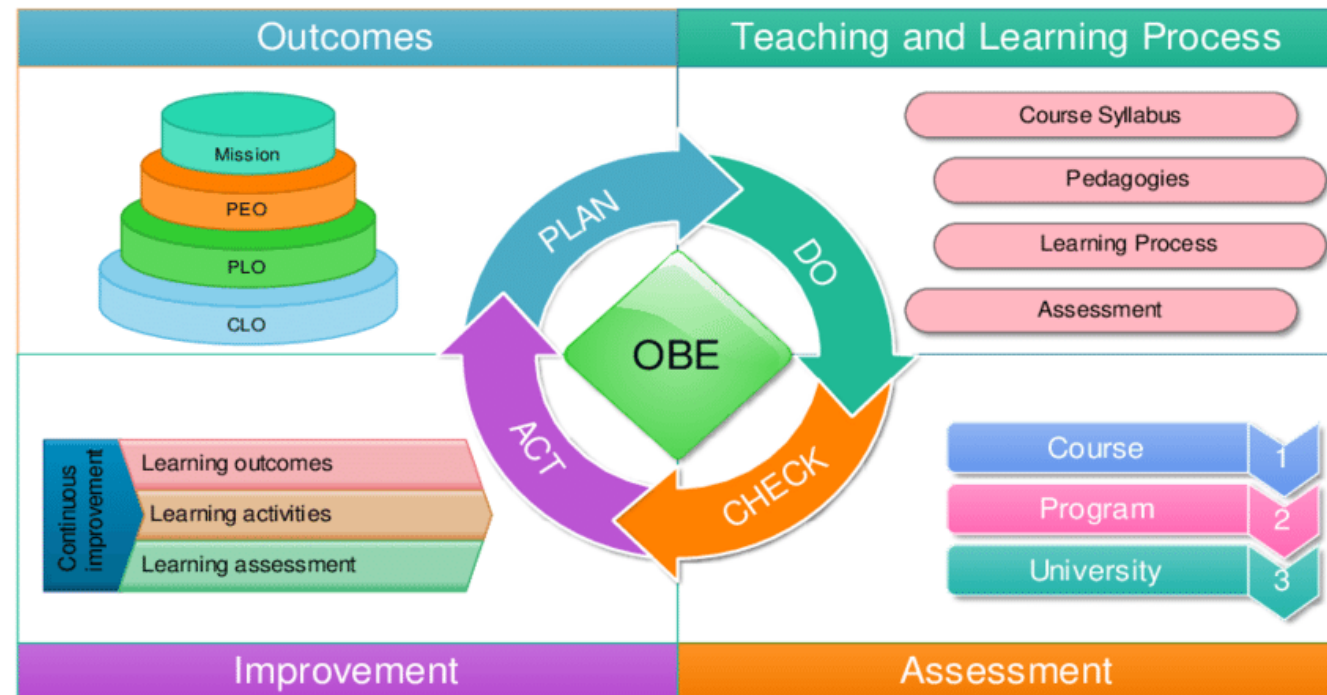 Outcomes
Teaching and Learning Process
Mission
PEO
PLO
CLO
Course Syllabus
Pedagogies
Learning Process
Assessment
PLAN
DO
CHECK
ACT
OBE
Continuous
improvement
Learning outcomes
Learning activities
Learning assessment
Course 1
Program 2
University 3
Improvement
Assessment